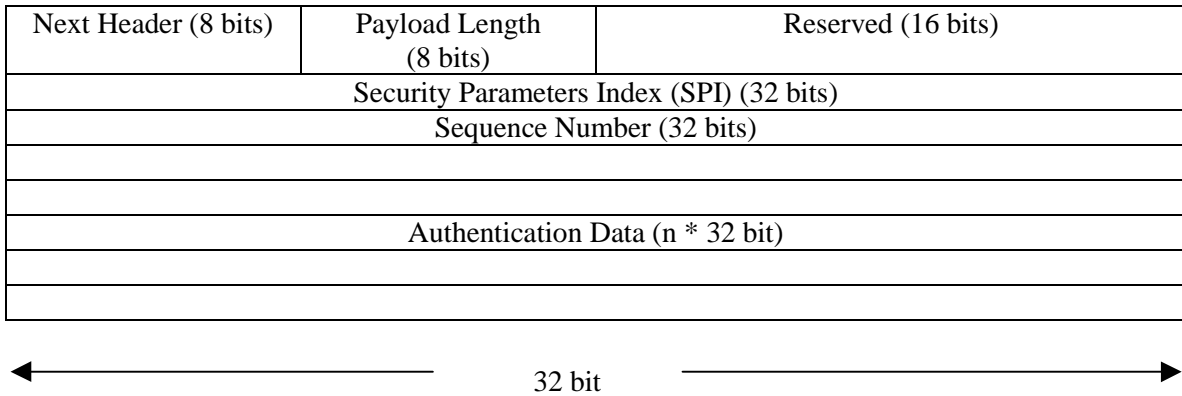 Next Header (8 bits)
Payload Length
(8 bits)
Reserved (16 bits)
Security Parameters Index (SPI) (32 bits)
Sequence Number (32 bits)
Authentication Data (n * 32 bit)
32 bit